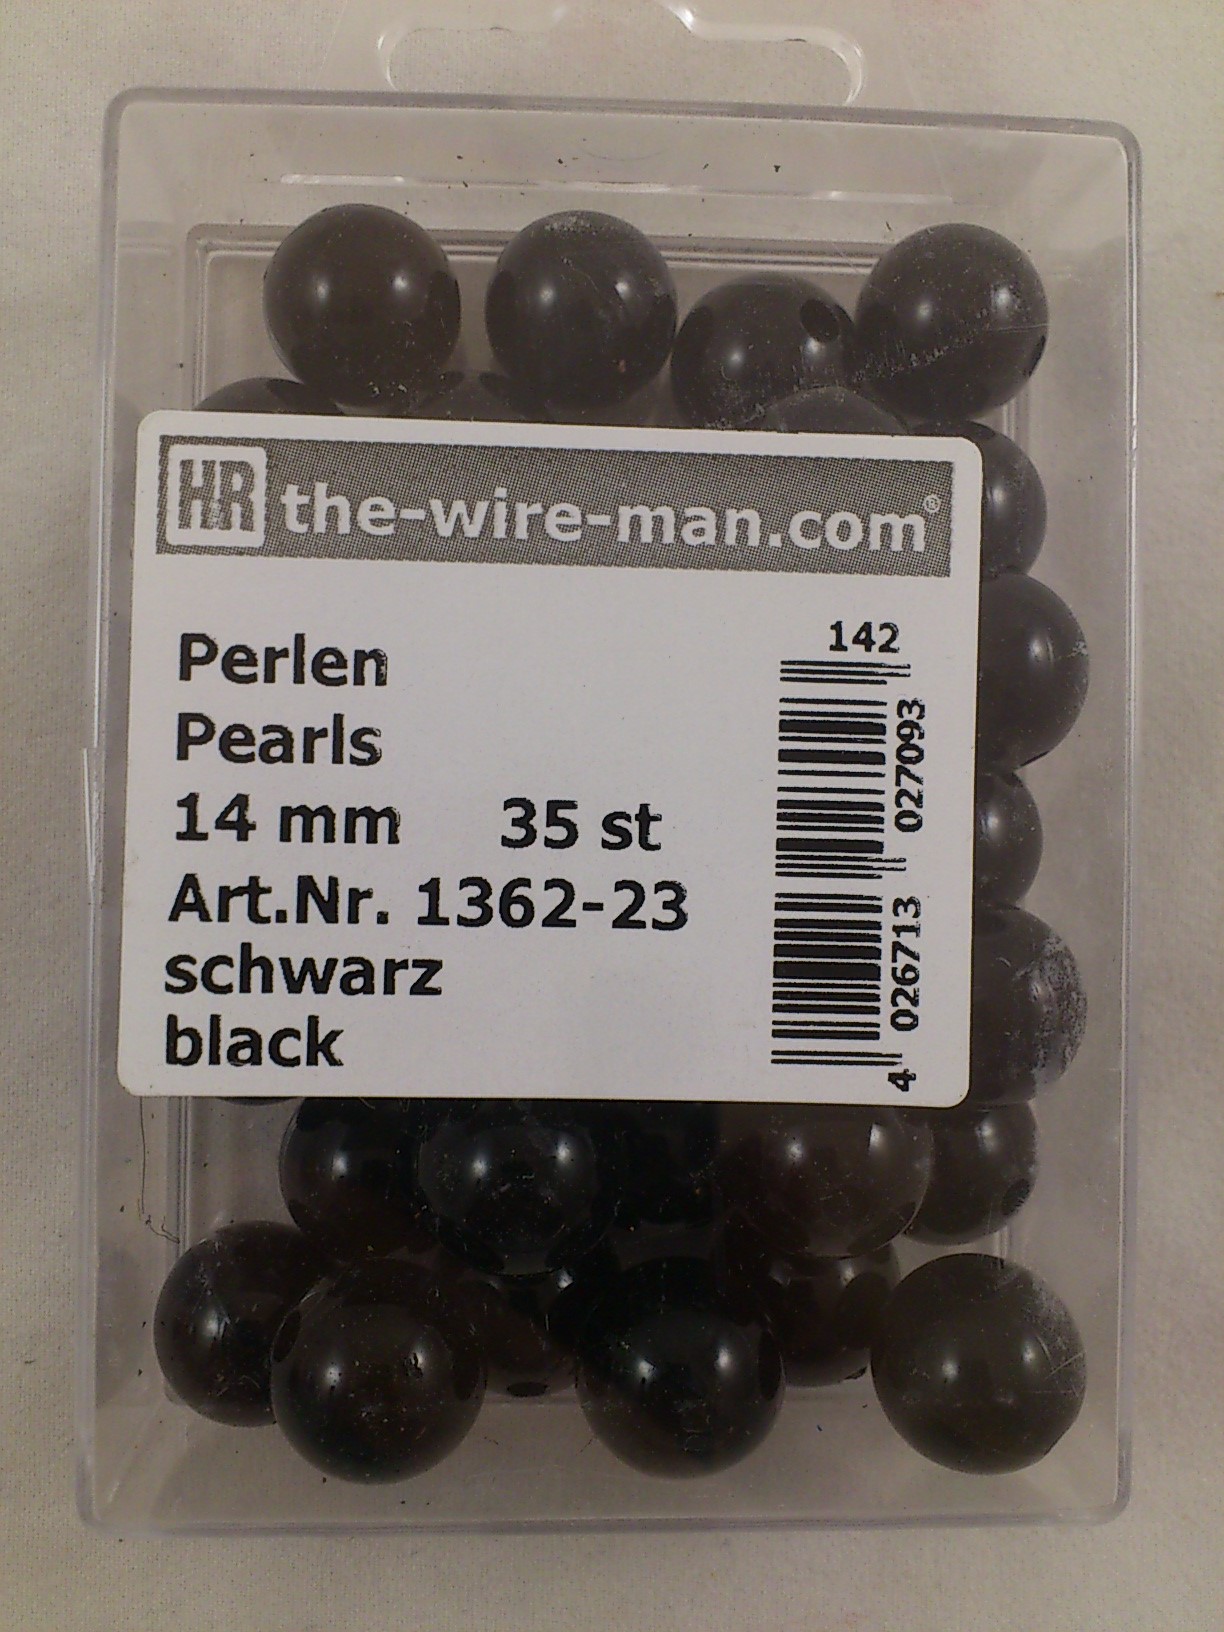 HR the-wire-man.com®
Perlen
Pearls
14 mm 35 st
Art.Nr. 1362-23
schwarz
black
142
4 026713 027093